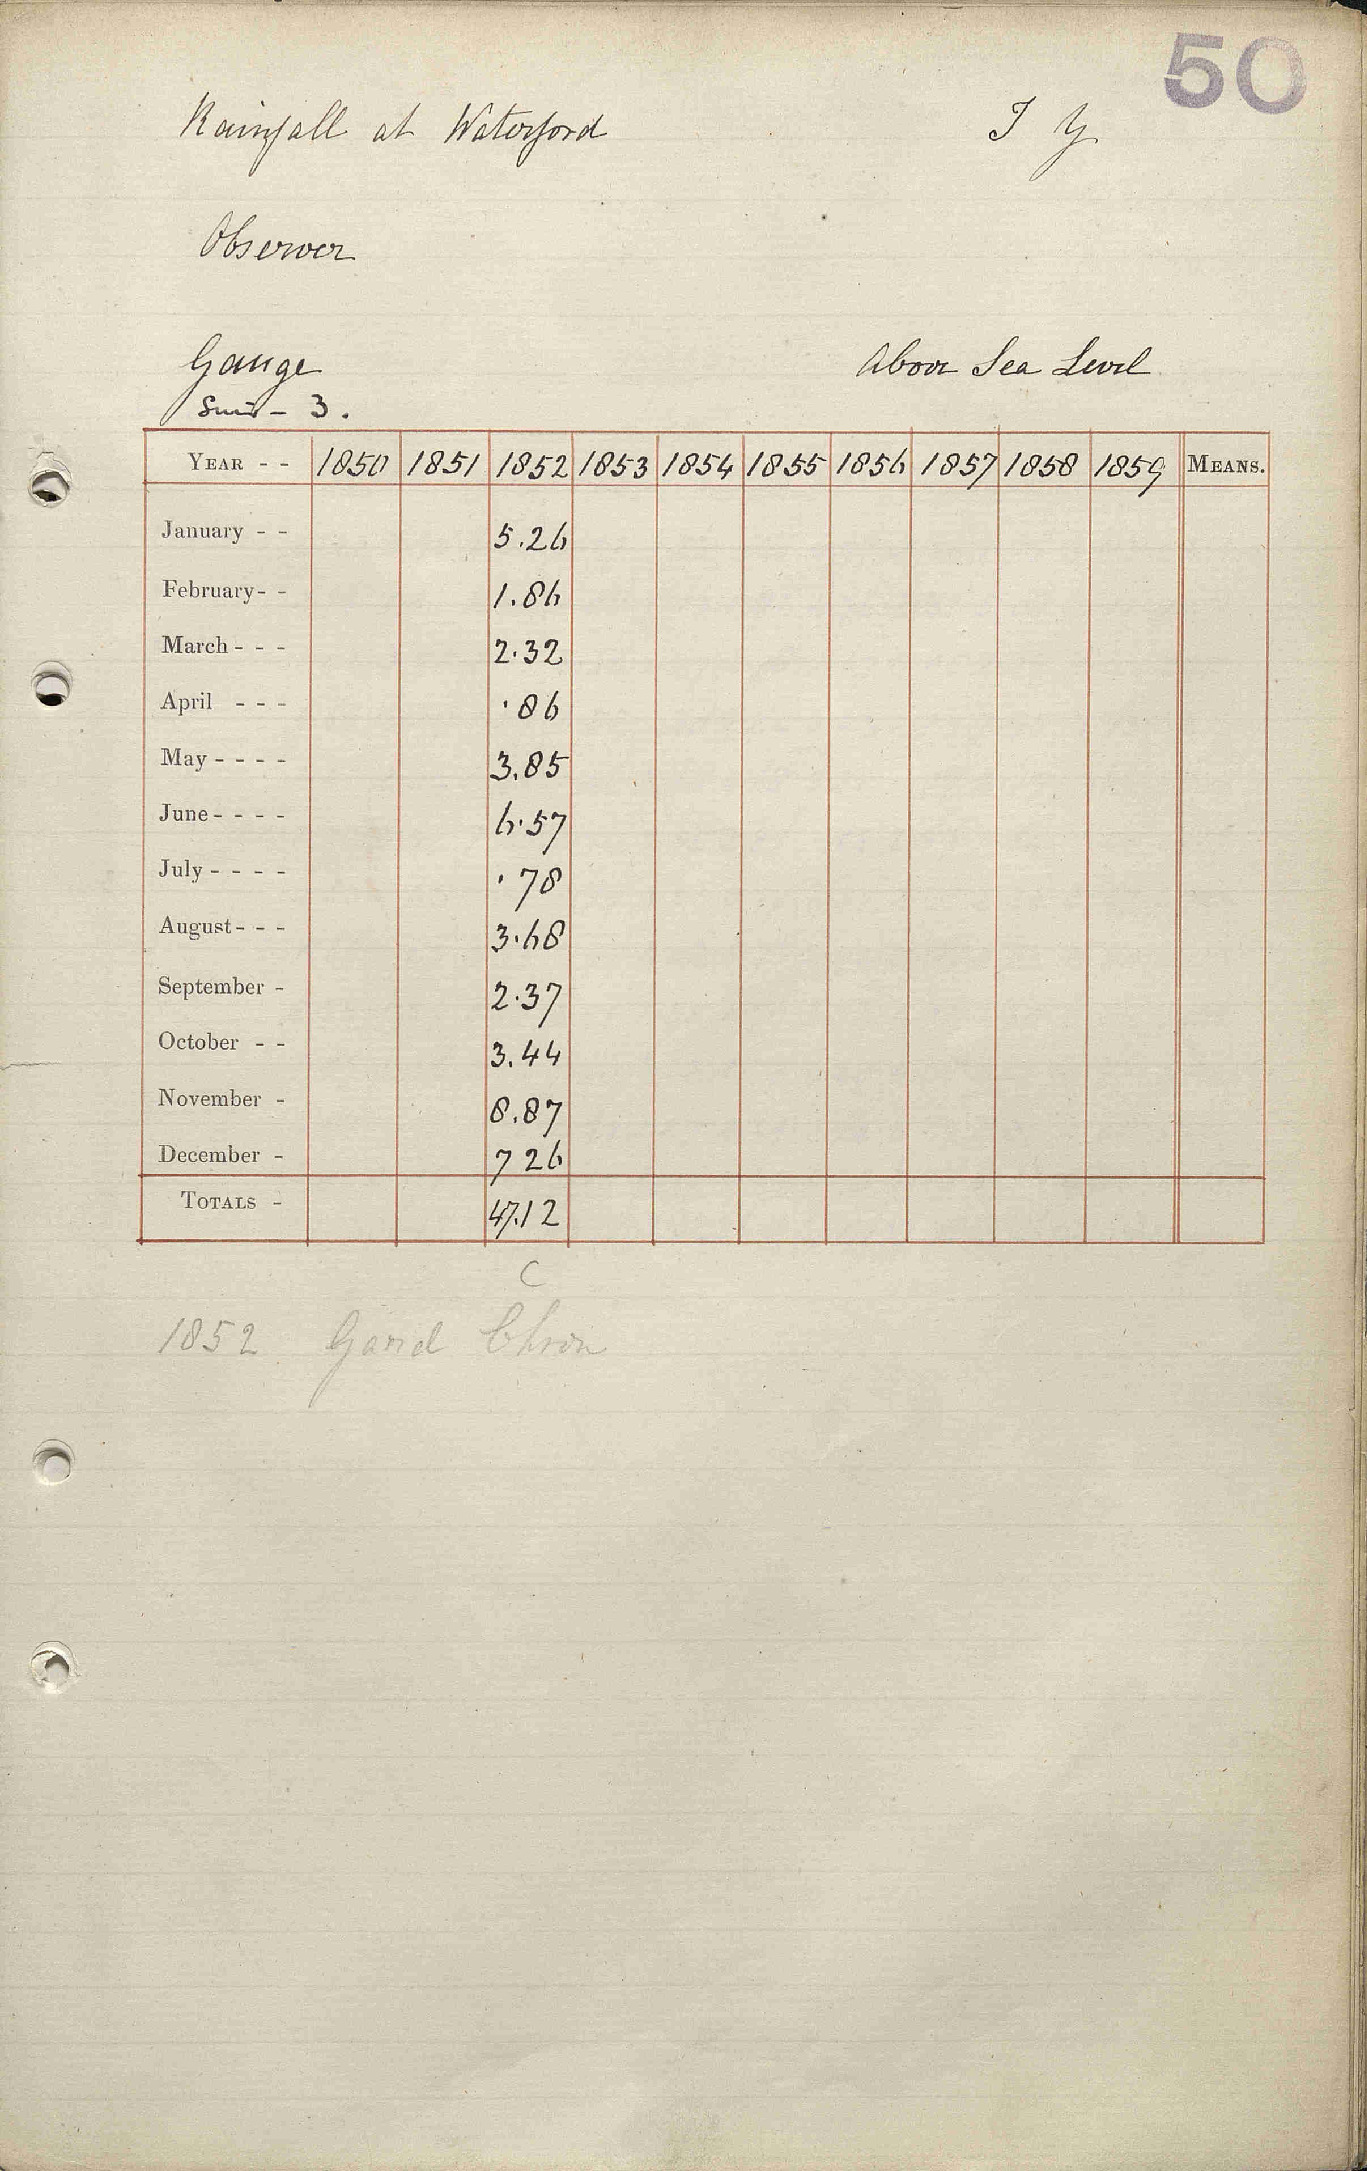 50
Rainfall at Waterford I Y
Observer
Gauge Above Sea Level
Suir - 3.
YEAR - - 1850 1851 1852 1853 1854 1855 1856 1857 1858 1859 MEANS.
January - - 5.26
February - - 1.86
March - - - 2.32
April - - - .86
May - - - - 3.85
June - - - - 6.57
July - - - - .78
August - - - 3.68
September - 2.37
October - - 3.44
November - 8.87
December - 7 26
TOTALS - 47.12
C
1852 Gard Chron